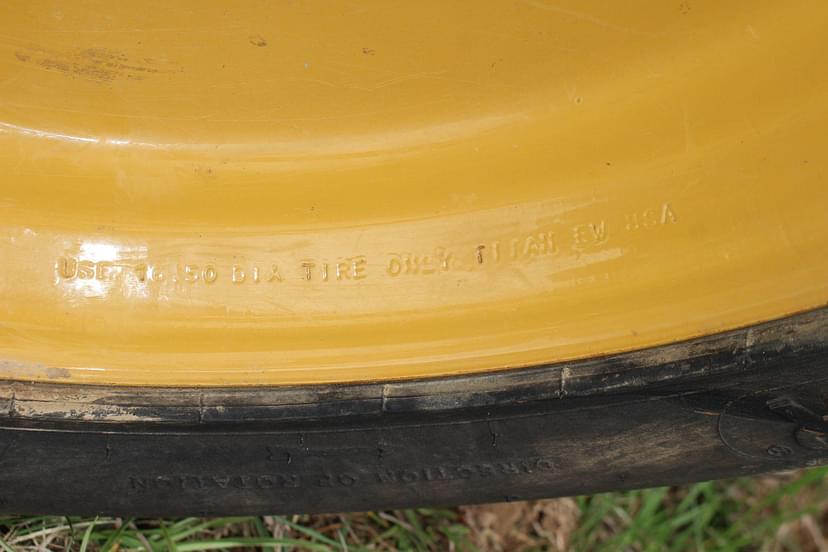 USE 16.50 DIA TIRE ONLY TITAN EW USA
DIRECTION OF ROTATION